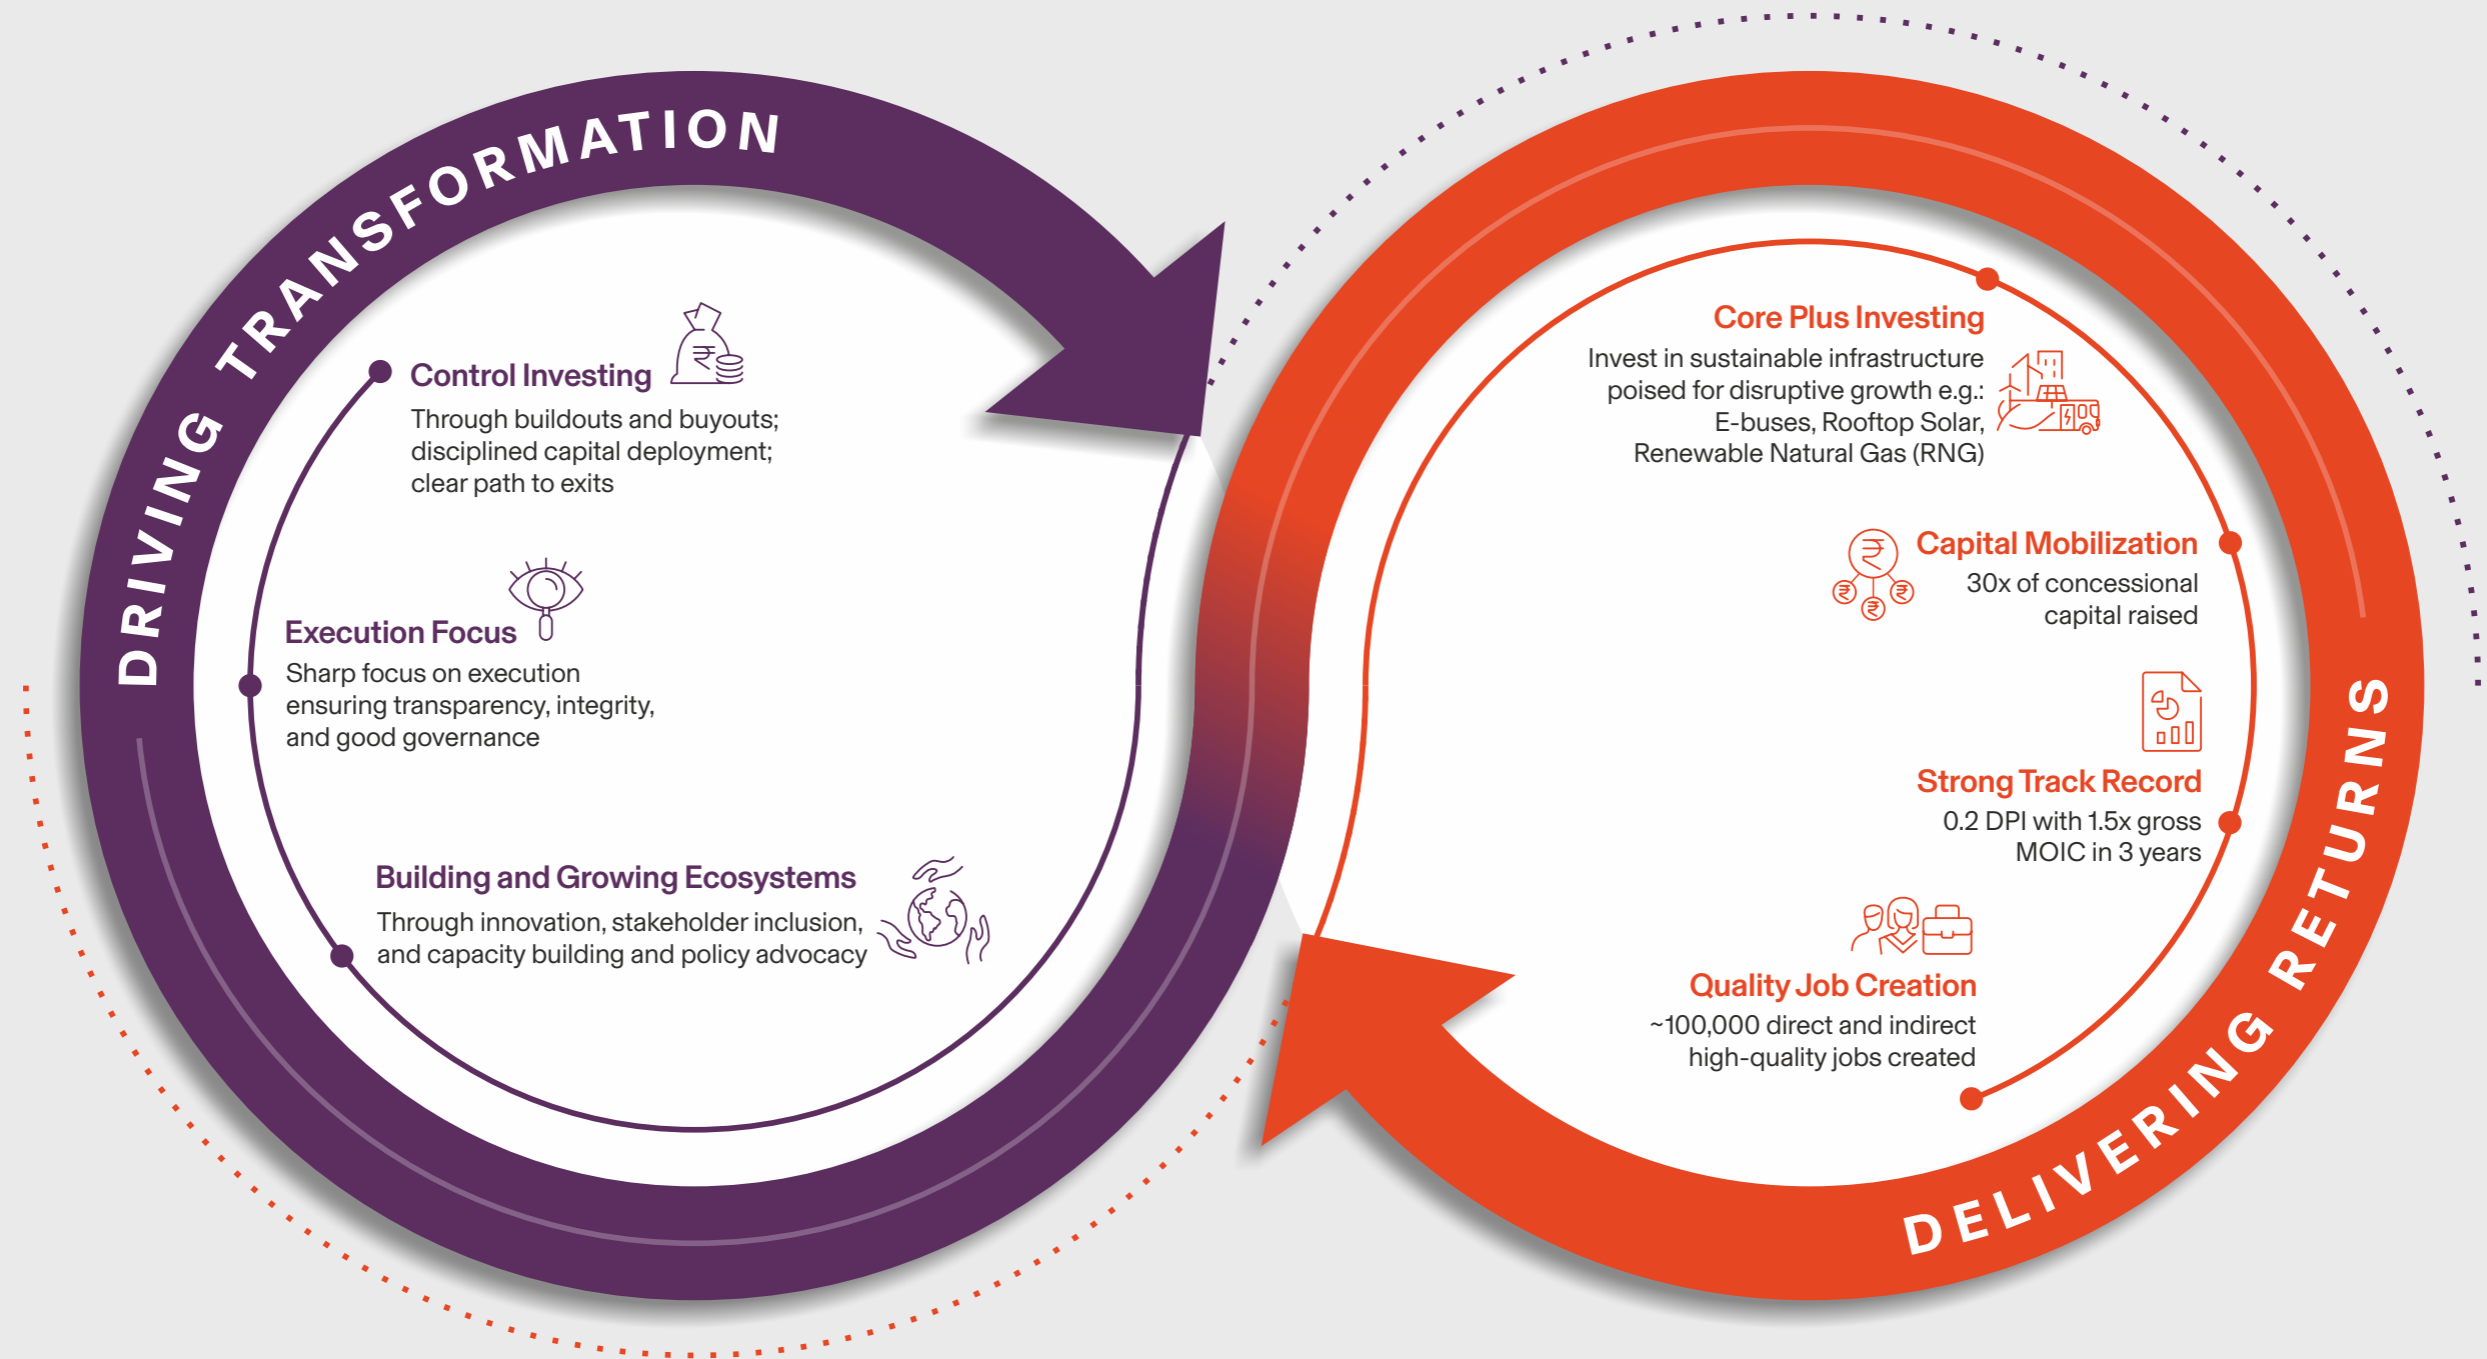 DRIVING TRANSFORMATION
Control Investing
Through buildouts and buyouts;
disciplined capital deployment;
clear path to exits
Execution Focus
Sharp focus on execution
ensuring transparency, integrity,
and good governance
Building and Growing Ecosystems
Through innovation, stakeholder inclusion,
and capacity building and policy advocacy
Core Plus Investing
Invest in sustainable infrastructure
poised for disruptive growth e.g.:
E-buses, Rooftop Solar,
Renewable Natural Gas (RNG)
Capital Mobilization
30x of concessional
capital raised
Strong Track Record
0.2 DPI with 1.5x gross
MOIC in 3 years
Quality Job Creation
~100,000 direct and indirect
high-quality jobs created
DELIVERING RETURNS